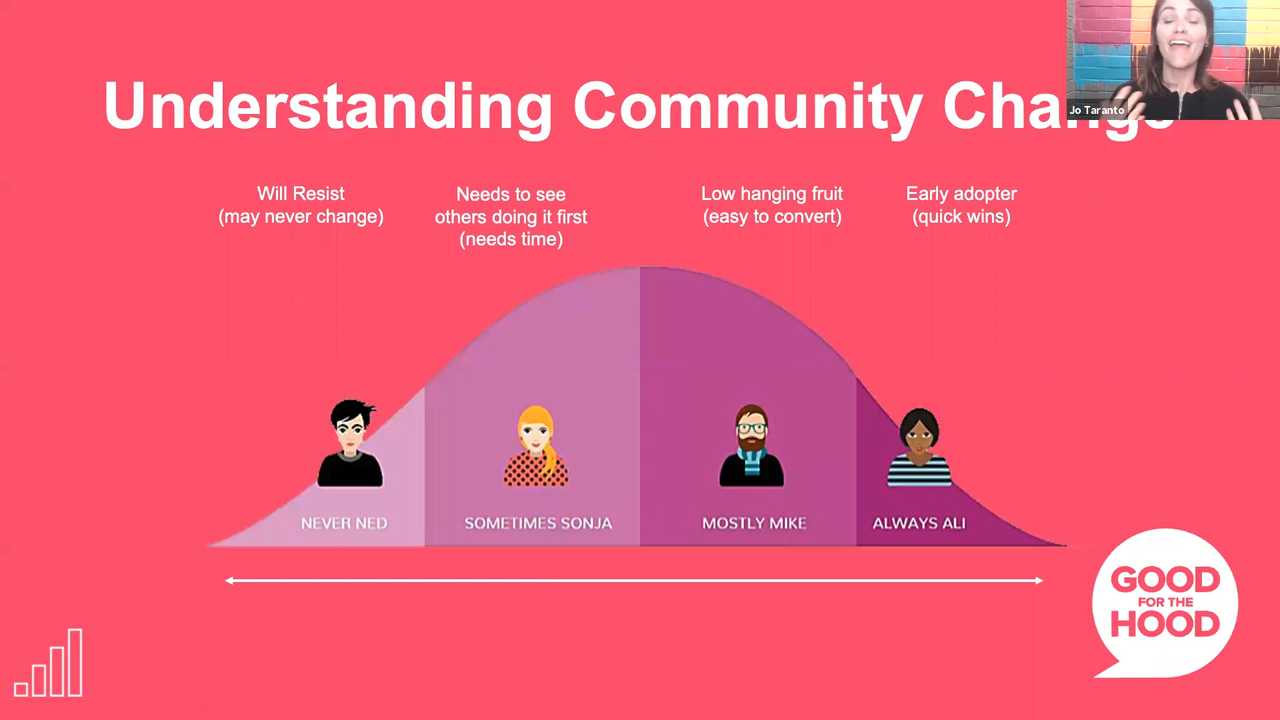 Understanding Community Change
Jo Taranto
Will Resist
(may never change)
Needs to see
others doing it first
(needs time)
Low hanging fruit
(easy to convert)
Early adopter
(quick wins)
NEVER NED
SOMETIMES SONJA
MOSTLY MIKE
ALWAYS ALI
GOOD
FOR THE
HOOD